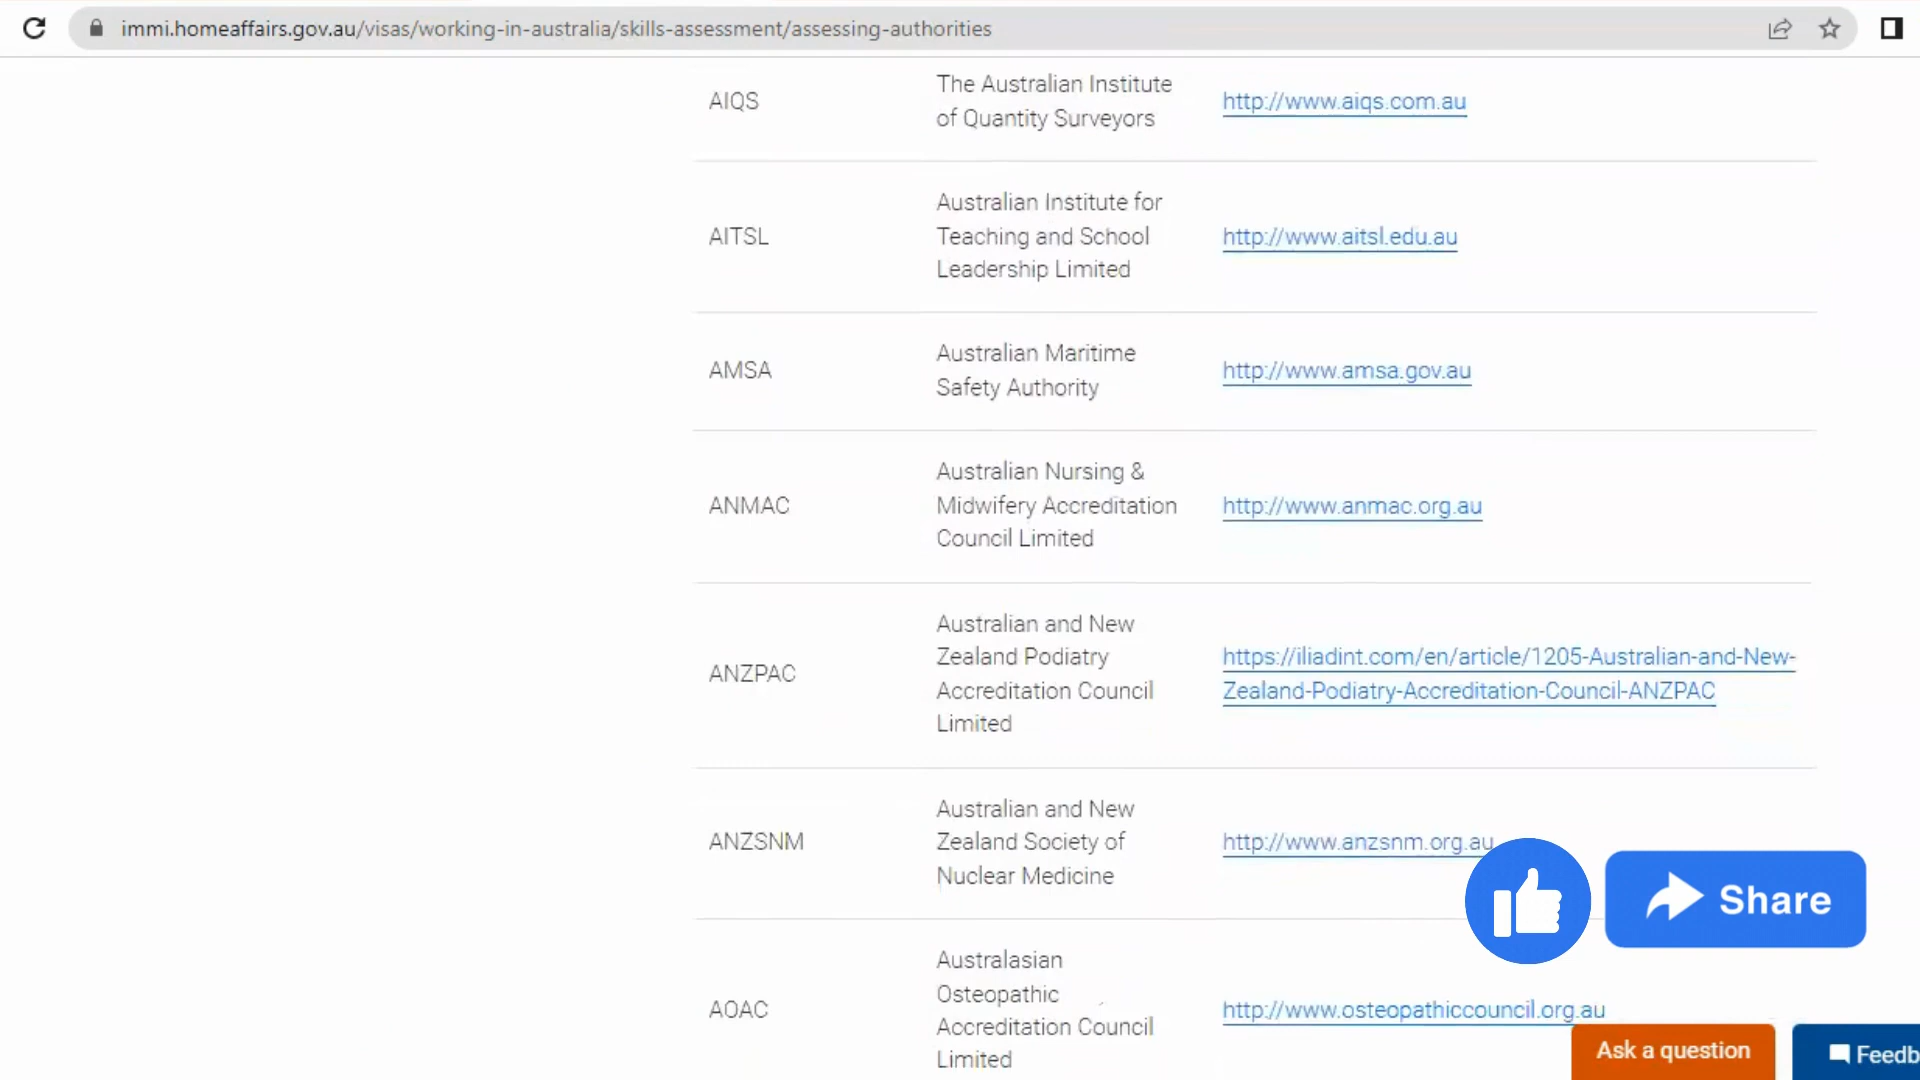 immi.homeaffairs.gov.au/visas/working-in-australia/skills-assessment/assessing-authorities
AIQS
The Australian Institute
of Quantity Surveyors
http://www.aiqs.com.au
AITSL
Australian Institute for
Teaching and School
Leadership Limited
http://www.aitsl.edu.au
AMSA
Australian Maritime
Safety Authority
http://www.amsa.gov.au
ANMAC
Australian Nursing &
Midwifery Accreditation
Council Limited
http://www.anmac.org.au
ANZPAC
Australian and New
Zealand Podiatry
Accreditation Council
Limited
https://iliadint.com/en/article/1205-Australian-and-New-
Zealand-Podiatry-Accreditation-Council-ANZPAC
ANZSNM
Australian and New
Zealand Society of
Nuclear Medicine
http://www.anzsnm.org.au
Share
AOAC
Australasian
Osteopathic
Accreditation Council
Limited
http://www.osteopathiccouncil.org.au
Ask a question
Feedb